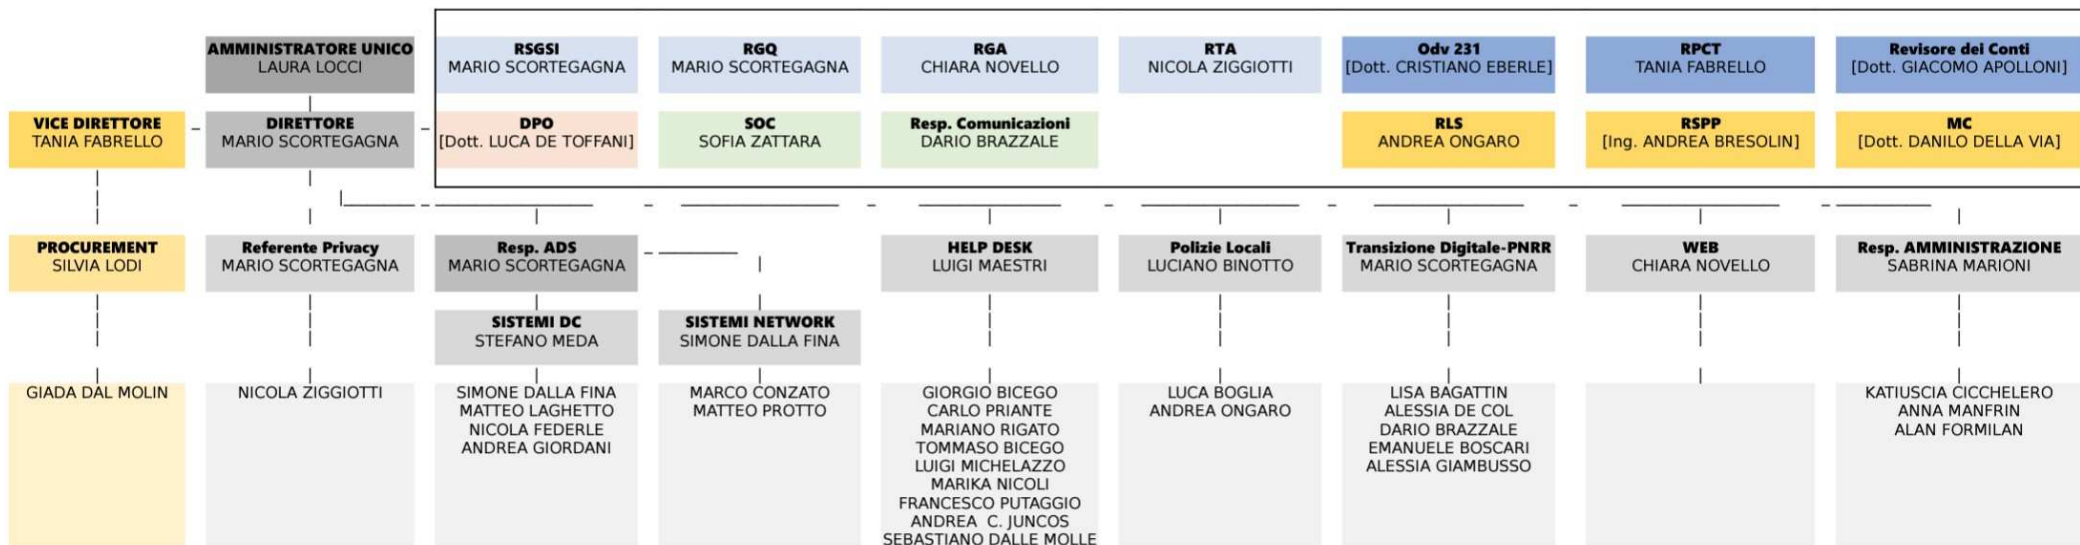 AMMINISTRATORE UNICO
LAURA LOCCI
RSGSI
MARIO SCORTEGAGNA
RGQ
MARIO SCORTEGAGNA
RGA
CHIARA NOVELLO
RTA
NICOLA ZIGGIOTTI
Odv 231
[Dott. CRISTIANO EBERLE]
RPCT
TANIA FABRELLO
Revisore dei Conti
[Dott. GIACOMO APOLLONI]
VICE DIRETTORE
TANIA FABRELLO
DIRETTORE
MARIO SCORTEGAGNA
DPO
[Dott. LUCA DE TOFFANI]
SOC
SOFIA ZATTARA
Resp. Comunicazioni
DARIO BRAZZALE
RLS
ANDREA ONGARO
RSPP
[Ing. ANDREA BRESOLIN]
MC
[Dott. DANILO DELLA VIA]
PROCUREMENT
SILVIA LODI
Referente Privacy
MARIO SCORTEGAGNA
Resp. ADS
MARIO SCORTEGAGNA
HELP DESK
LUIGI MAESTRI
Polizie Locali
LUCIANO BINOTTO
Transizione Digitale-PNRR
MARIO SCORTEGAGNA
WEB
CHIARA NOVELLO
Resp. AMMINISTRAZIONE
SABRINA MARIONI
SISTEMI DC
STEFANO MEDA
SISTEMI NETWORK
SIMONE DALLA FINA
GIADA DAL MOLIN
NICOLA ZIGGIOTTI
SIMONE DALLA FINA
MATTEO LAGHETTO
NICOLA FEDERLE
ANDREA GIORDANI
MARCO CONZATO
MATTEO PROTTO
GIORGIO BICEGO
CARLO PRIANTE
MARIANO RIGATO
TOMMASO BICEGO
LUIGI MICHELAZZO
MARIKA NICOLI
FRANCESCO PUTAGGIO
ANDREA C. JUNCOS
SEBASTIANO DALLE MOLLE
LUCA BOGLIA
ANDREA ONGARO
LISA BAGATTIN
ALESSIA DE COL
DARIO BRAZZALE
EMANUELE BOSCARI
ALESSIA GIAMBUSSO
KATIUSCIA CICCHELERO
ANNA MANFRIN
ALAN FORMILAN